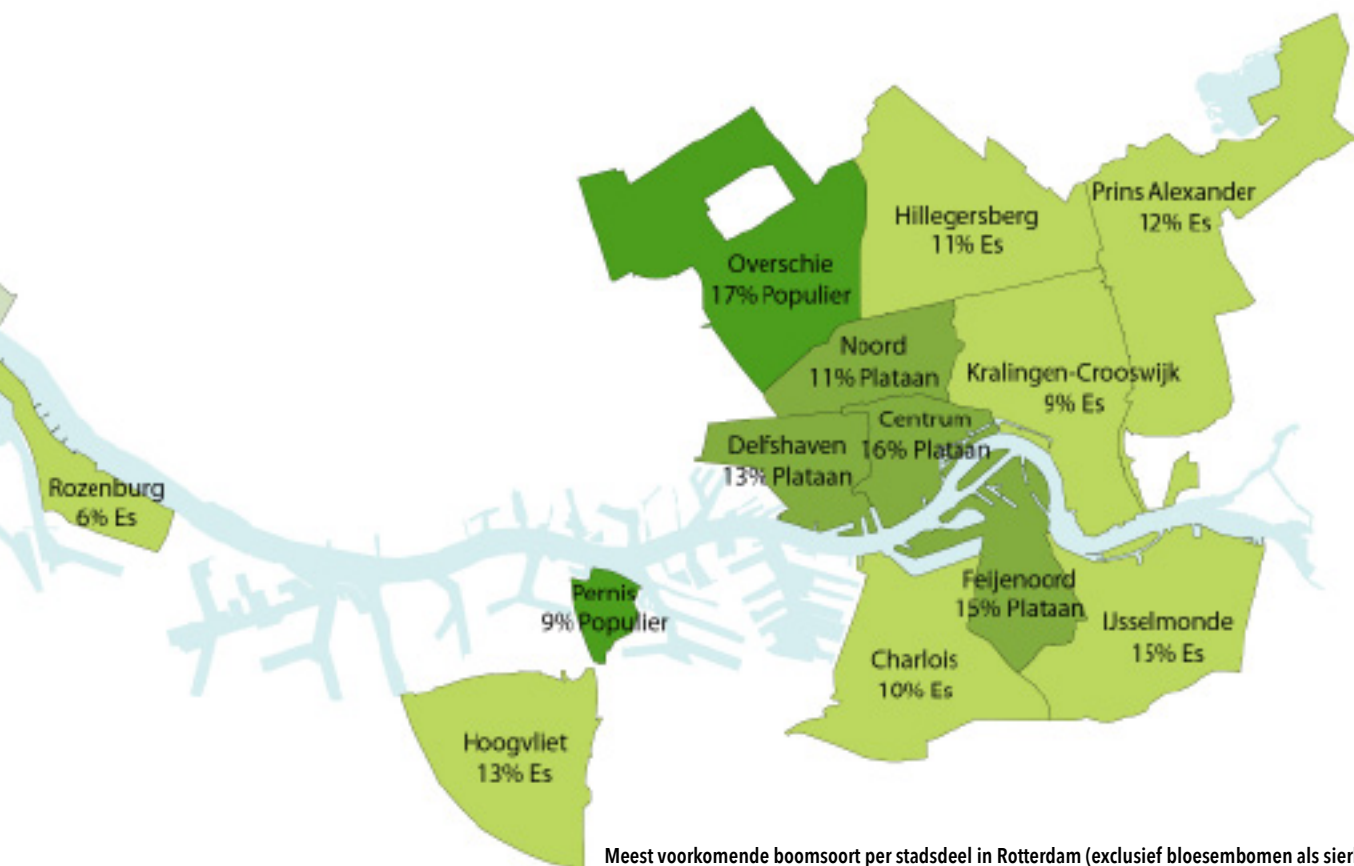 Prins Alexander
12% Es
Hillegersberg
11% Es
Overschie
17% Populier
Noord
11% Plataan
Kralingen-Crooswijk
9% Es
Centrum
16% Plataan
Delfshaven
13% Plataan
Rozenburg
6% Es
Feijenoord
15% Plataan
Pernis
9% Populier
IJsselmonde
15% Es
Charlois
10% Es
Hoogvliet
13% Es
Meest voorkomende boomsoort per stadsdeel in Rotterdam (exclusief bloesembomen als sier